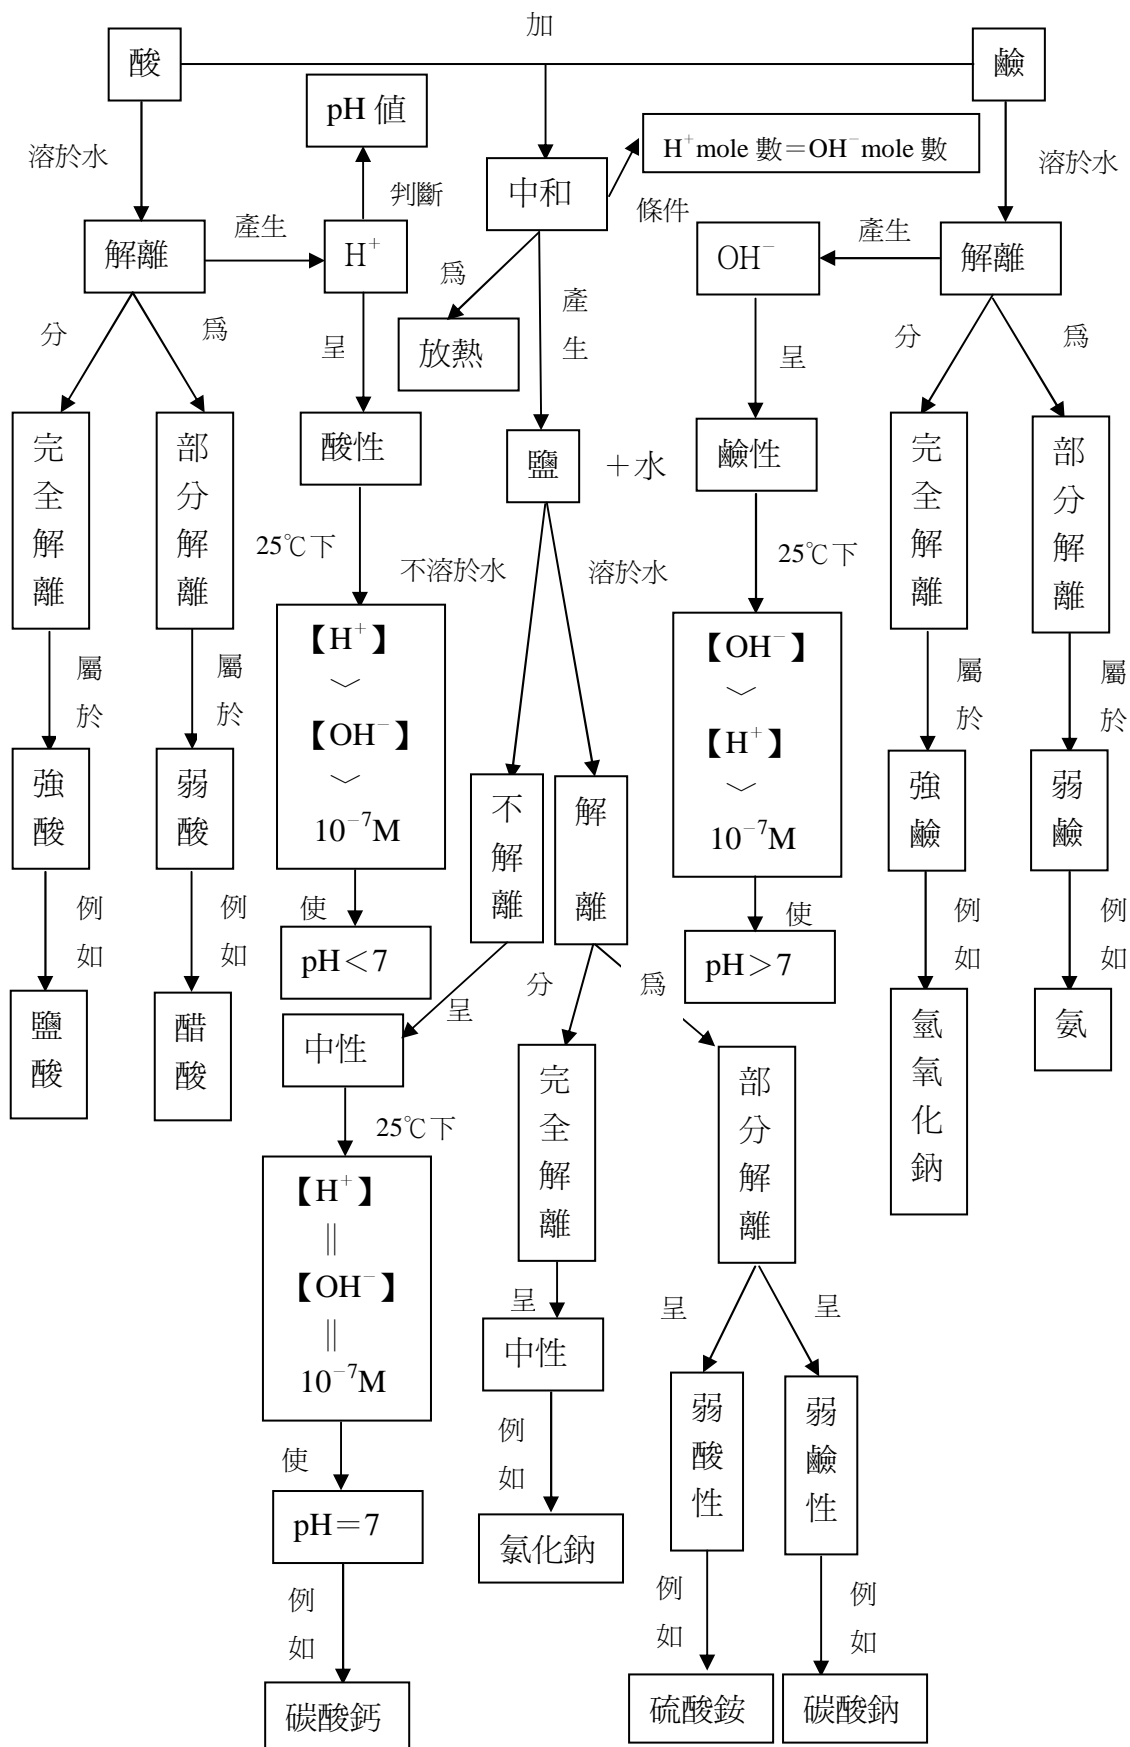 加
酸
鹼
pH 值
H⁺mole 數＝OH⁻mole 數
溶於水
溶於水
中和
判斷
條件
解離
產生
H⁺
OH⁻
產生
解離
為
產生
放熱
分
為
呈
呈
分
為
完全解離
部分解離
酸性
鹽
＋水
鹼性
完全解離
部分解離
25℃下
不溶於水
溶於水
25℃下
【H⁺】
﹀
【OH⁻】
﹀
10⁻⁷M
【OH⁻】
﹀
【H⁺】
﹀
10⁻⁷M
屬於
屬於
屬於
屬於
強酸
弱酸
不解離
解離
強鹼
弱鹼
例如
例如
使
使
例如
例如
pH＜7
pH＞7
分
為
呈
鹽酸
醋酸
中性
氫氧化鈉
氨
完全解離
部分解離
25℃下
【H⁺】
∥
【OH⁻】
∥
10⁻⁷M
呈
呈
呈
中性
弱酸性
弱鹼性
使
例如
pH＝7
氯化鈉
例如
例如
例如
碳酸鈣
硫酸銨
碳酸鈉